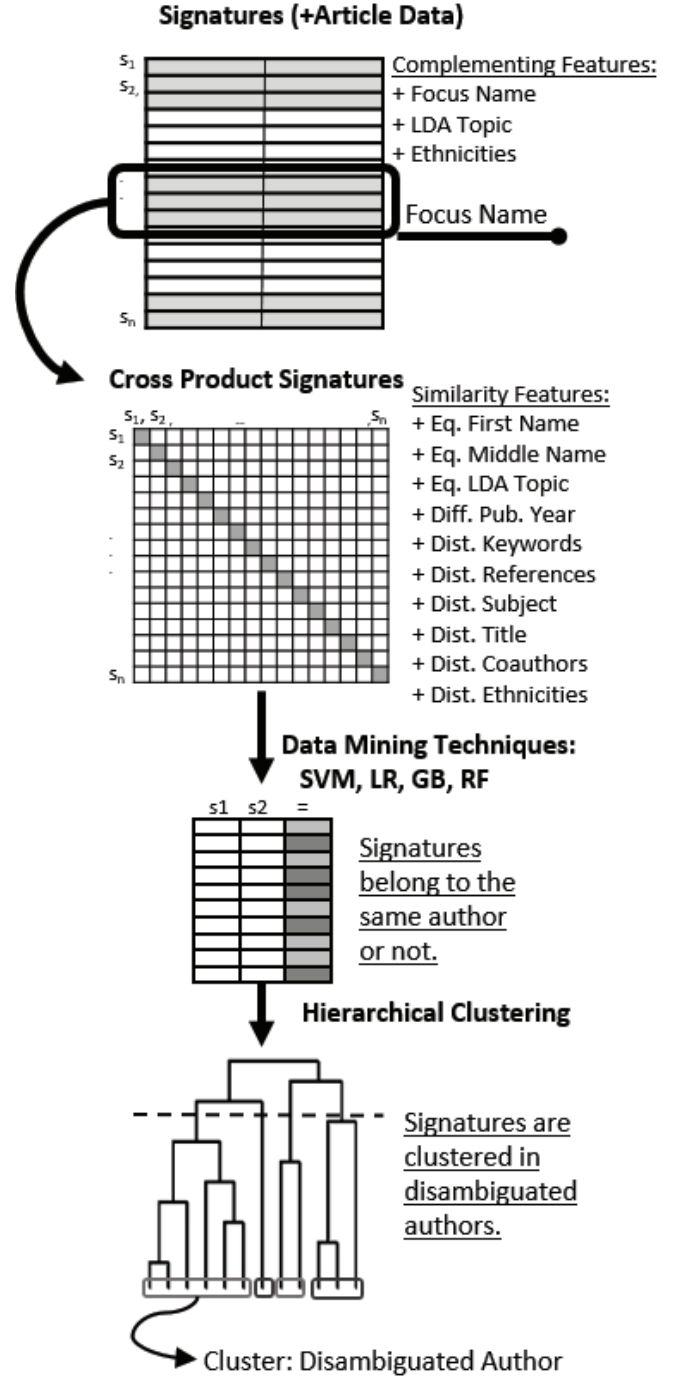 Signatures (+Article Data)
s1
s2,
.
.
sn
Complementing Features:
+ Focus Name
+ LDA Topic
+ Ethnicities
Focus Name
Cross Product Signatures
s1, s2, ... ,sn
s1
s2
.
.
.
sn
Similarity Features:
+ Eq. First Name
+ Eq. Middle Name
+ Eq. LDA Topic
+ Diff. Pub. Year
+ Dist. Keywords
+ Dist. References
+ Dist. Subject
+ Dist. Title
+ Dist. Coauthors
+ Dist. Ethnicities
Data Mining Techniques:
SVM, LR, GB, RF
s1 s2 =
Signatures
belong to the
same author
or not.
Hierarchical Clustering
Signatures are
clustered in
disambiguated
authors.
Cluster: Disambiguated Author